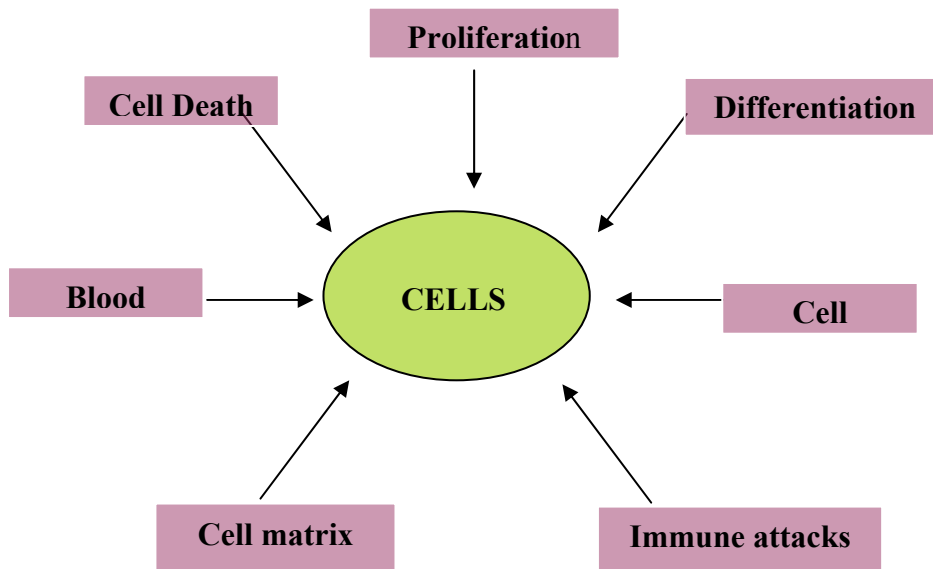 Proliferation
Cell Death
Differentiation
Blood
CELLS
Cell
Cell matrix
Immune attacks